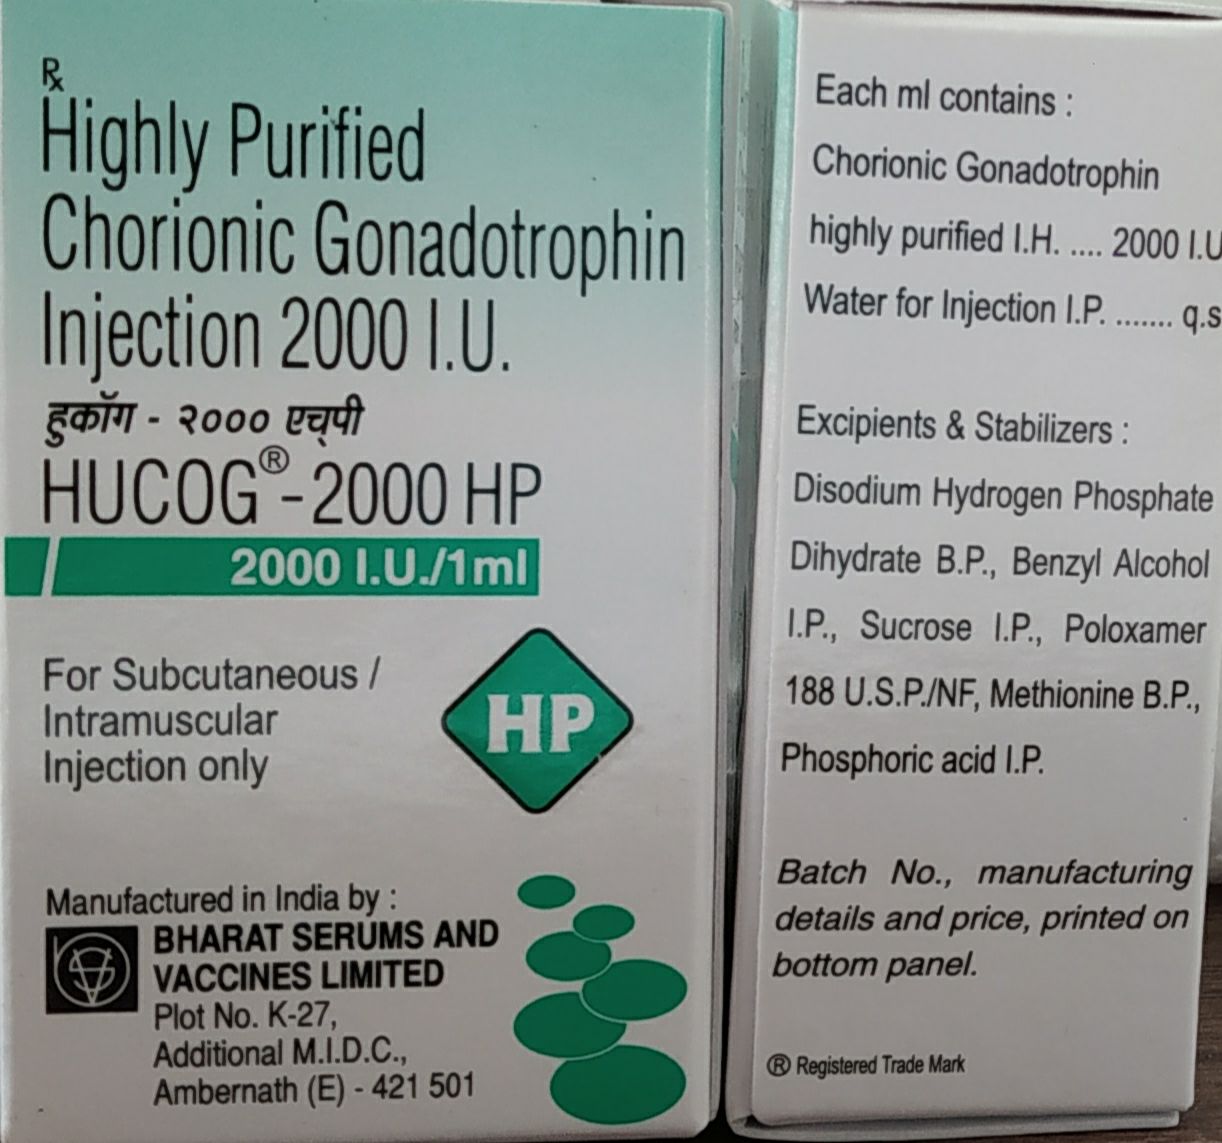 Rx
Highly Purified
Chorionic Gonadotrophin
Injection 2000 I.U.
हुकॉग - २००० एच्पी
HUCOG®-2000 HP
2000 I.U./1ml
For Subcutaneous /
Intramuscular
Injection only
HP
Manufactured in India by :
BHARAT SERUMS AND
VACCINES LIMITED
Plot No. K-27,
Additional M.I.D.C.,
Ambernath (E) - 421 501
Each ml contains :
Chorionic Gonadotrophin
highly purified I.H. .... 2000 I.U
Water for Injection I.P. ....... q.s
Excipients & Stabilizers :
Disodium Hydrogen Phosphate
Dihydrate B.P., Benzyl Alcohol
I.P., Sucrose I.P., Poloxamer
188 U.S.P./NF, Methionine B.P.,
Phosphoric acid I.P.
Batch No., manufacturing
details and price, printed on
bottom panel.
® Registered Trade Mark